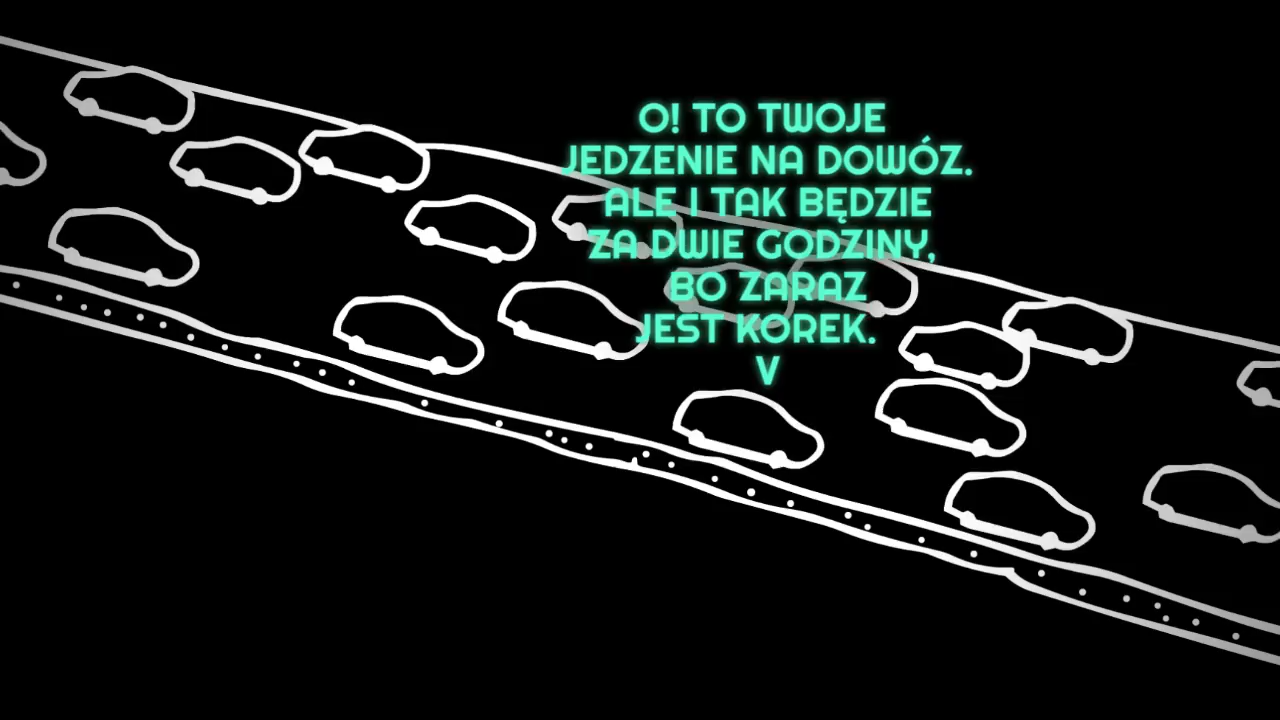 O! TO TWOJE
JEDZENIE NA DOWÓZ.
ALE I TAK BĘDZIE
ZA DWIE GODZINY,
BO ZARAZ
JEST KOREK.
V